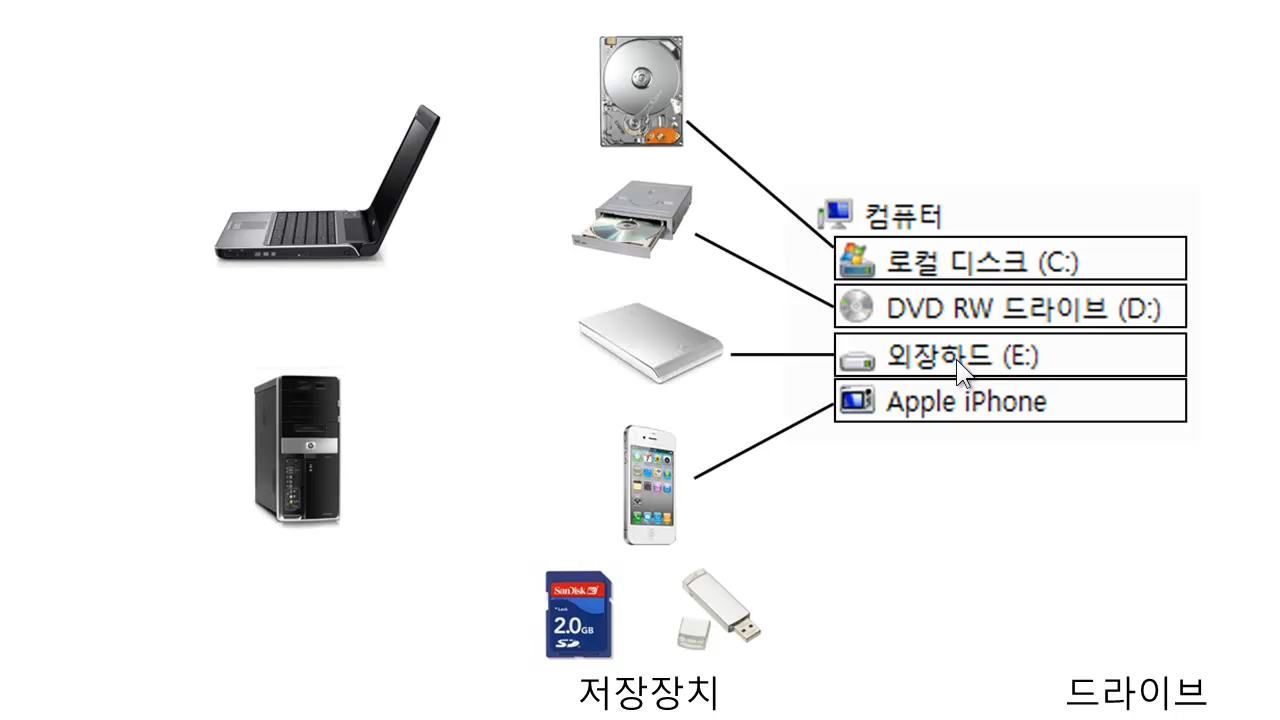 컴퓨터
로컬 디스크 (C:)
DVD RW 드라이브 (D:)
외장하드 (E:)
Apple iPhone
SanDisk
Lock
2.0GB
SD
저장장치
드라이브